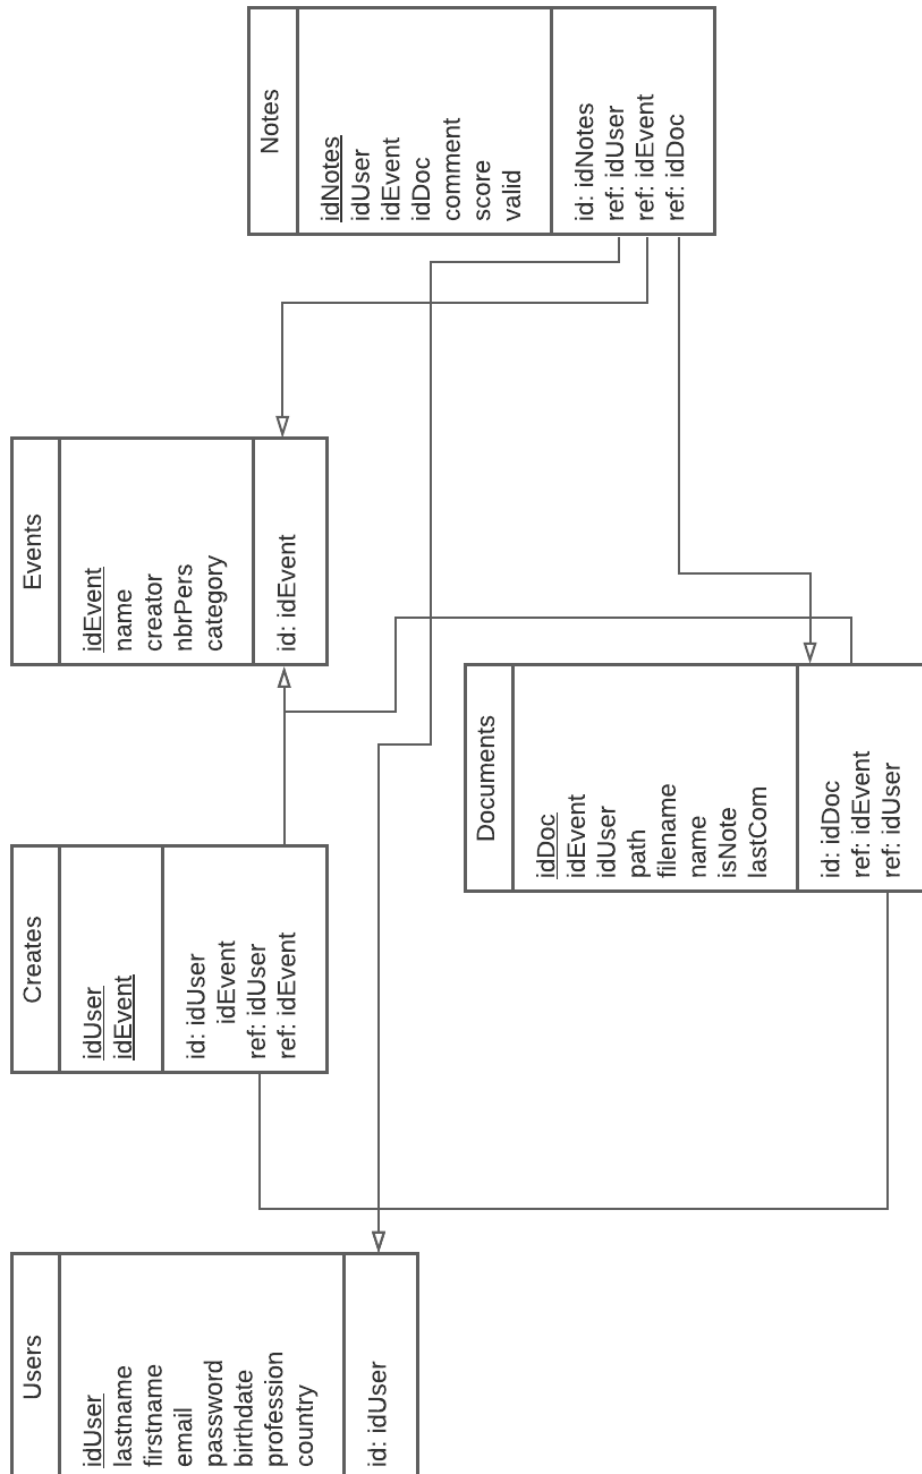 Users
idUser
lastname
firstname
email
password
birthdate
profession
country
id: idUser
Creates
idUser
idEvent
id: idUser
idEvent
ref: idUser
ref: idEvent
Events
idEvent
name
creator
nbrPers
category
id: idEvent
Documents
idDoc
idEvent
idUser
path
filename
name
isNote
lastCom
id: idDoc
ref: idEvent
ref: idUser
Notes
idNotes
idUser
idEvent
idDoc
comment
score
valid
id: idNotes
ref: idUser
ref: idEvent
ref: idDoc